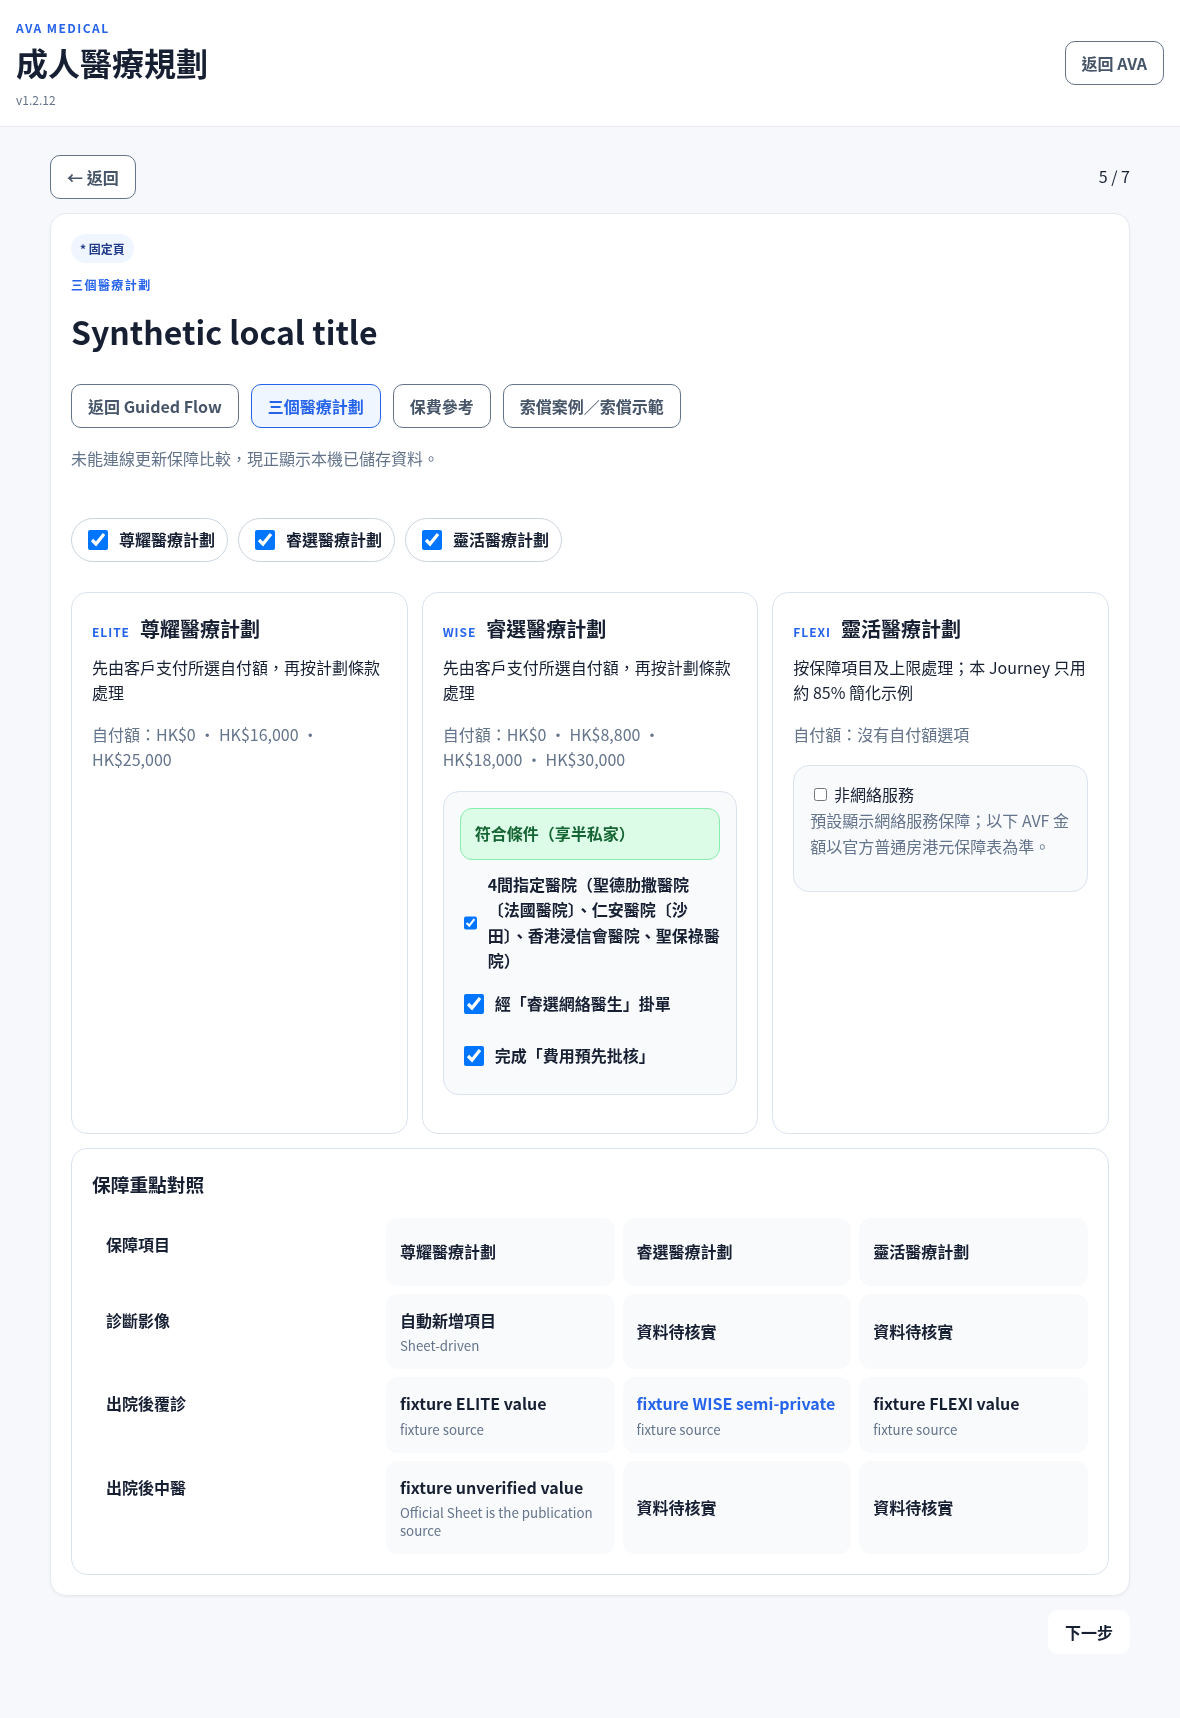 AVA MEDICAL
成人醫療規劃
v1.2.12
返回 AVA
← 返回
5 / 7
* 固定頁
三個醫療計劃
Synthetic local title
返回 Guided Flow
三個醫療計劃
保費參考
索償案例／索償示範
未能連線更新保障比較，現正顯示本機已儲存資料。
尊耀醫療計劃
睿選醫療計劃
靈活醫療計劃
ELITE 尊耀醫療計劃
先由客戶支付所選自付額，再按計劃條款
處理
自付額：HK$0 · HK$16,000 ·
HK$25,000
WISE 睿選醫療計劃
先由客戶支付所選自付額，再按計劃條款
處理
自付額：HK$0 · HK$8,800 ·
HK$18,000 · HK$30,000
符合條件（享半私家）
4間指定醫院（聖德肋撒醫院
〔法國醫院〕、仁安醫院〔沙
田〕、香港浸信會醫院、聖保祿醫
院）
經「睿選網絡醫生」掛單
完成「費用預先批核」
FLEXI 靈活醫療計劃
按保障項目及上限處理；本 Journey 只用
約 85% 簡化示例
自付額：沒有自付額選項
非網絡服務
預設顯示網絡服務保障；以下 AVF 金
額以官方普通房港元保障表為準。
保障重點對照
保障項目
尊耀醫療計劃
睿選醫療計劃
靈活醫療計劃
診斷影像
自動新增項目
Sheet-driven
資料待核實
資料待核實
出院後覆診
fixture ELITE value
fixture source
fixture WISE semi-private
fixture source
fixture FLEXI value
fixture source
出院後中醫
fixture unverified value
Official Sheet is the publication
source
資料待核實
資料待核實
下一步